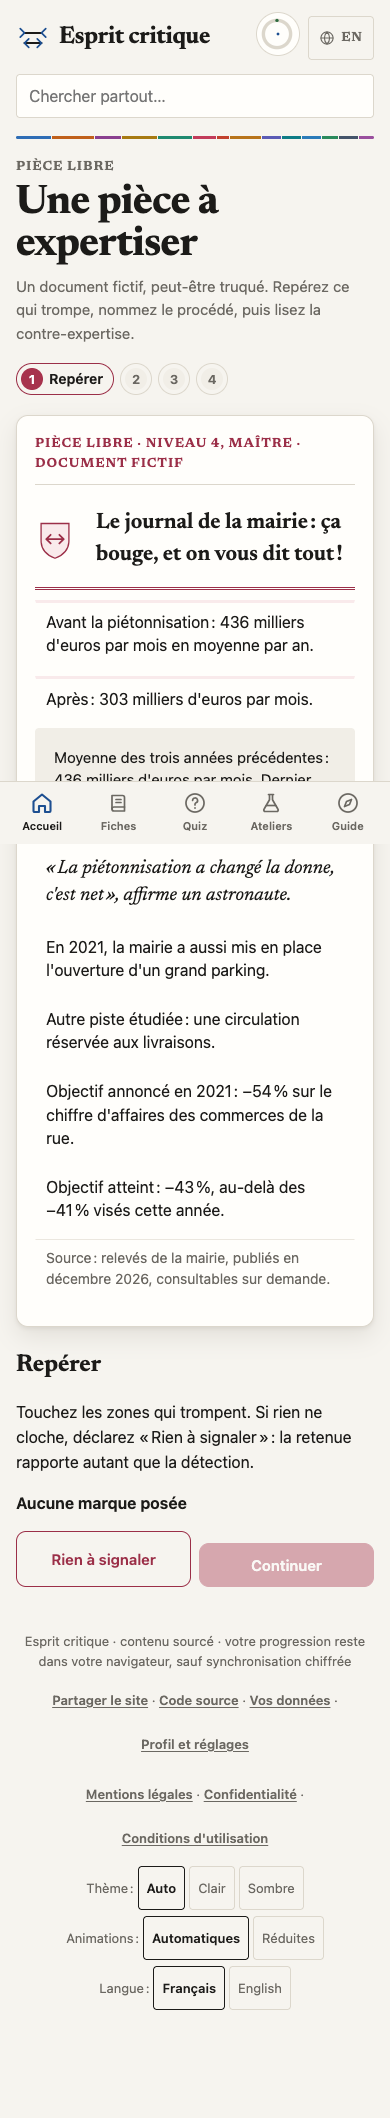 Esprit critique
EN
Chercher partout…
PIÈCE LIBRE
Une pièce à
expertiser
Un document fictif, peut-être truqué. Repérez ce
qui trompe, nommez le procédé, puis lisez la
contre-expertise.
1 Repérer 2 3 4
PIÈCE LIBRE · NIVEAU 4, MAÎTRE ·
DOCUMENT FICTIF
Le journal de la mairie : ça
bouge, et on vous dit tout !
Avant la piétonnisation : 436 milliers
d'euros par mois en moyenne par an.
Après : 303 milliers d'euros par mois.
Moyenne des trois années précédentes :
436 milliers d'euros par mois. Dernier
Accueil Fiches Quiz Ateliers Guide
« La piétonnisation a changé la donne,
c'est net », affirme un astronaute.
En 2021, la mairie a aussi mis en place
l'ouverture d'un grand parking.
Autre piste étudiée : une circulation
réservée aux livraisons.
Objectif annoncé en 2021 : −54 % sur le
chiffre d'affaires des commerces de la
rue.
Objectif atteint : −43 %, au-delà des
−41 % visés cette année.
Source : relevés de la mairie, publiés en
décembre 2026, consultables sur demande.
Repérer
Touchez les zones qui trompent. Si rien ne
cloche, déclarez « Rien à signaler » : la retenue
rapporte autant que la détection.
Aucune marque posée
Rien à signaler Continuer
Esprit critique · contenu sourcé · votre progression reste
dans votre navigateur, sauf synchronisation chiffrée
Partager le site · Code source · Vos données ·
Profil et réglages
Mentions légales · Confidentialité ·
Conditions d'utilisation
Thème : Auto Clair Sombre
Animations : Automatiques Réduites
Langue : Français English